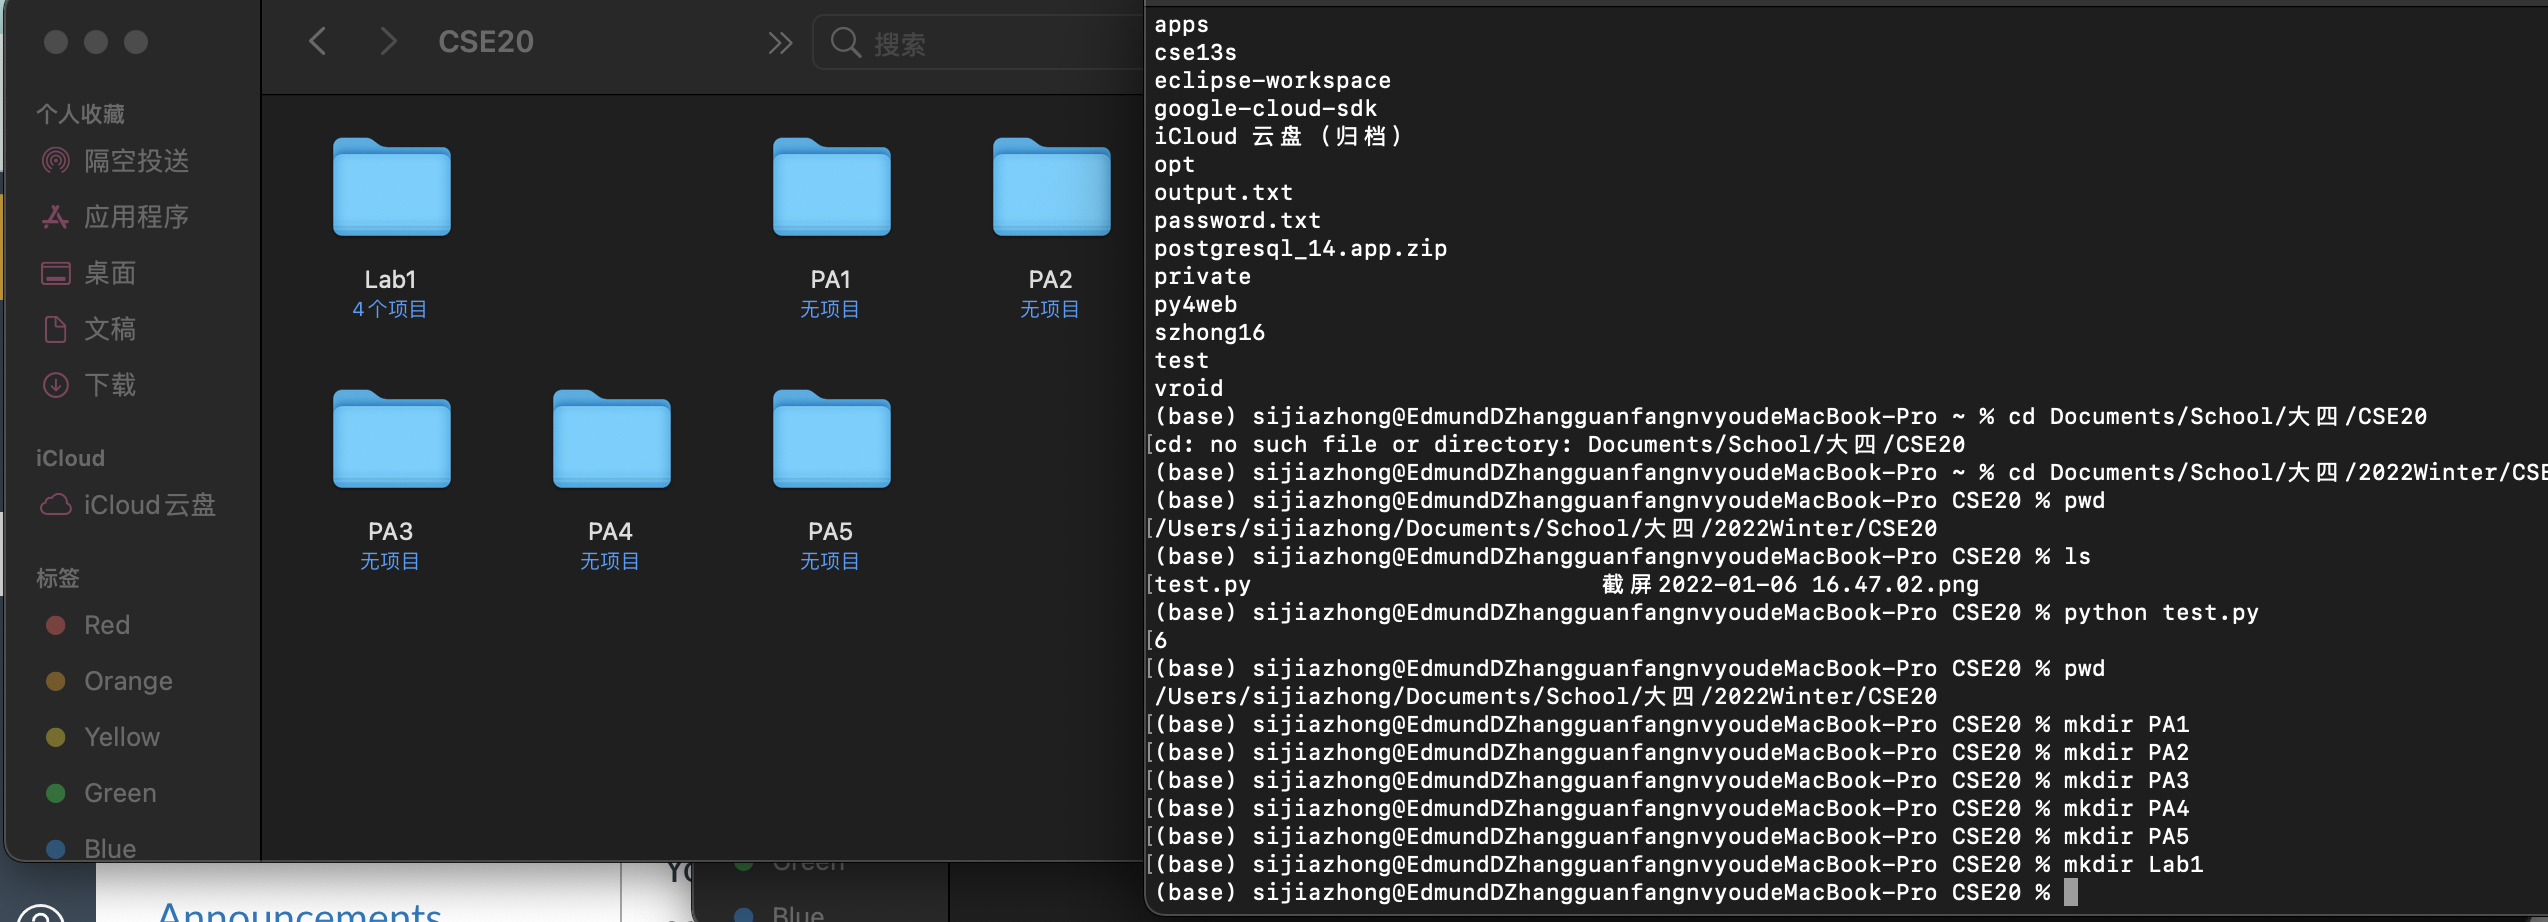 CSE20
搜索
个人收藏
隔空投送
应用程序
桌面
文稿
下载
iCloud
iCloud云盘
标签
Red
Orange
Yellow
Green
Blue
Lab1
4个项目
PA1
无项目
PA2
无项目
PA3
无项目
PA4
无项目
PA5
无项目
Announcements
Green
Blue
apps
cse13s
eclipse-workspace
google-cloud-sdk
iCloud 云盘（归档）
opt
output.txt
password.txt
postgresql_14.app.zip
private
py4web
szhong16
test
vroid
(base) sijiazhong@EdmundDZhangguanfangnvyoudeMacBook-Pro ~ % cd Documents/School/大四/CSE20
cd: no such file or directory: Documents/School/大四/CSE20
(base) sijiazhong@EdmundDZhangguanfangnvyoudeMacBook-Pro ~ % cd Documents/School/大四/2022Winter/CSE
(base) sijiazhong@EdmundDZhangguanfangnvyoudeMacBook-Pro CSE20 % pwd
/Users/sijiazhong/Documents/School/大四/2022Winter/CSE20
(base) sijiazhong@EdmundDZhangguanfangnvyoudeMacBook-Pro CSE20 % ls
test.py 截屏2022-01-06 16.47.02.png
(base) sijiazhong@EdmundDZhangguanfangnvyoudeMacBook-Pro CSE20 % python test.py
6
(base) sijiazhong@EdmundDZhangguanfangnvyoudeMacBook-Pro CSE20 % pwd
/Users/sijiazhong/Documents/School/大四/2022Winter/CSE20
(base) sijiazhong@EdmundDZhangguanfangnvyoudeMacBook-Pro CSE20 % mkdir PA1
(base) sijiazhong@EdmundDZhangguanfangnvyoudeMacBook-Pro CSE20 % mkdir PA2
(base) sijiazhong@EdmundDZhangguanfangnvyoudeMacBook-Pro CSE20 % mkdir PA3
(base) sijiazhong@EdmundDZhangguanfangnvyoudeMacBook-Pro CSE20 % mkdir PA4
(base) sijiazhong@EdmundDZhangguanfangnvyoudeMacBook-Pro CSE20 % mkdir PA5
(base) sijiazhong@EdmundDZhangguanfangnvyoudeMacBook-Pro CSE20 % mkdir Lab1
(base) sijiazhong@EdmundDZhangguanfangnvyoudeMacBook-Pro CSE20 %